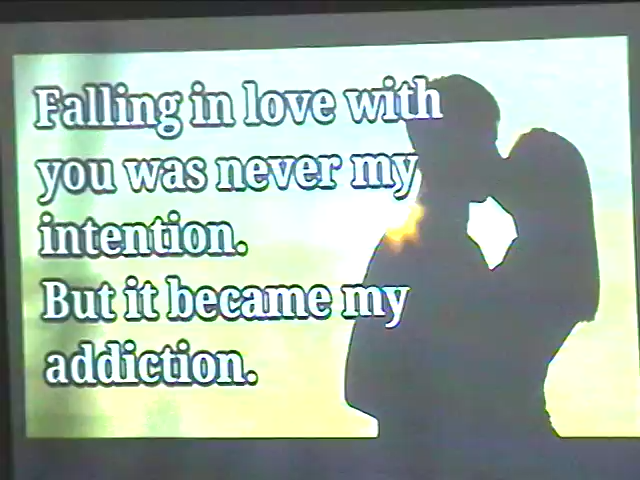 Falling in love with
you was never my
intention.
But it became my
addiction.